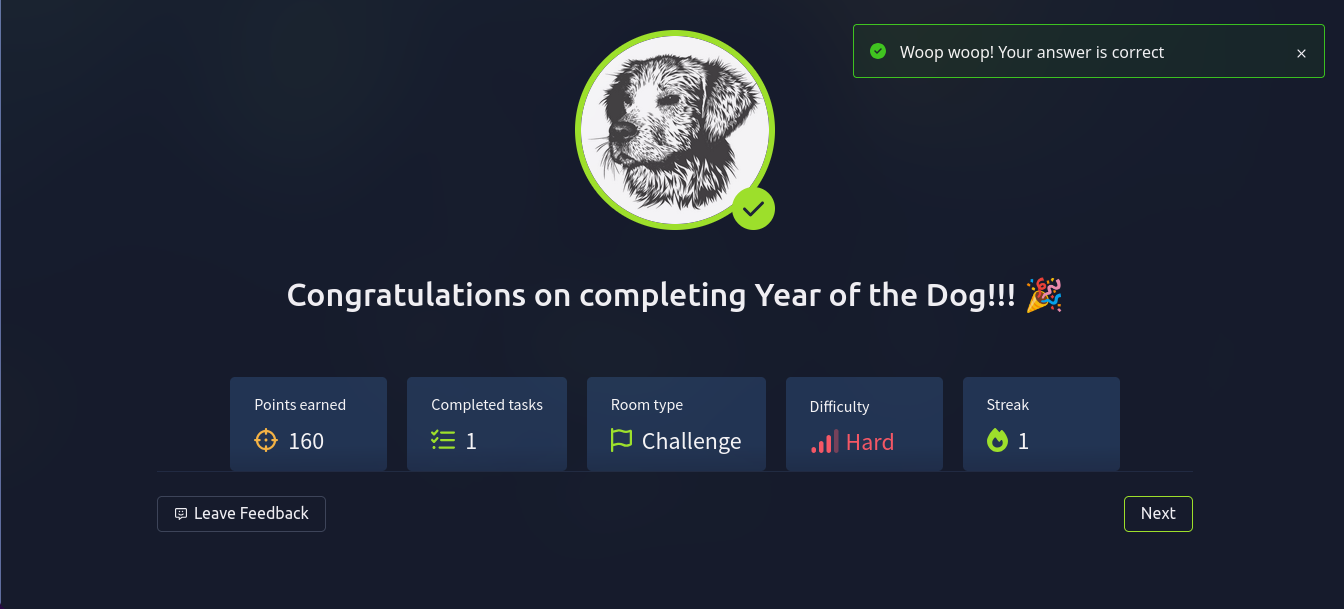 Woop woop! Your answer is correct
Congratulations on completing Year of the Dog!!! 🎉
Points earned
160
Completed tasks
1
Room type
Challenge
Difficulty
Hard
Streak
1
Leave Feedback
Next